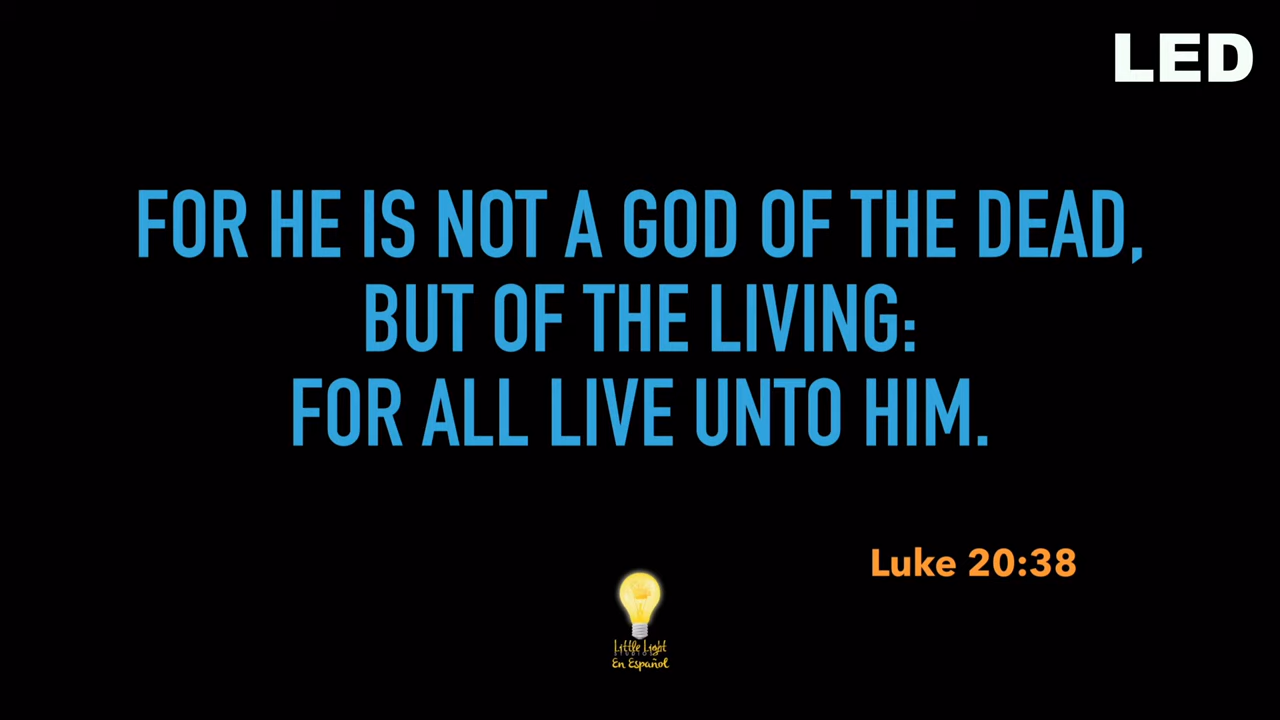 LED
FOR HE IS NOT A GOD OF THE DEAD,
BUT OF THE LIVING:
FOR ALL LIVE UNTO HIM.
Luke 20:38
Little Light
STUDIOS
En Español